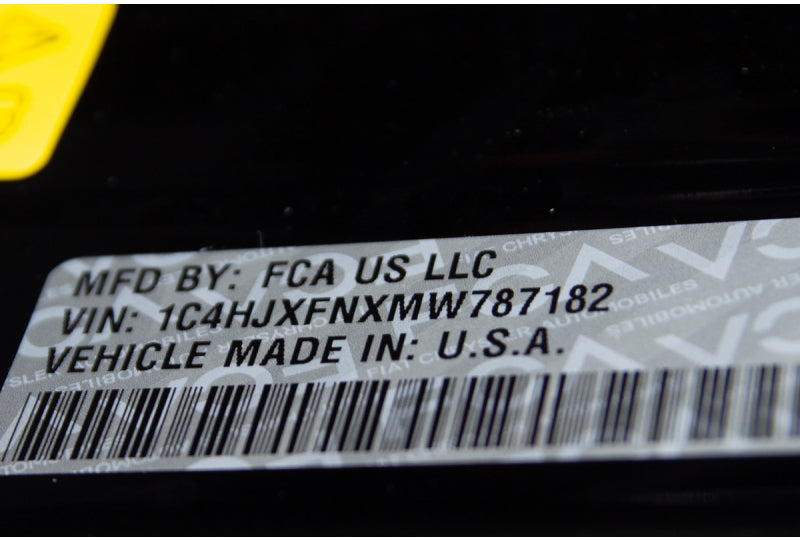 MFD BY: FCA US LLC
VIN: 1C4HJXFNXMW787182
VEHICLE MADE IN: U.S.A.